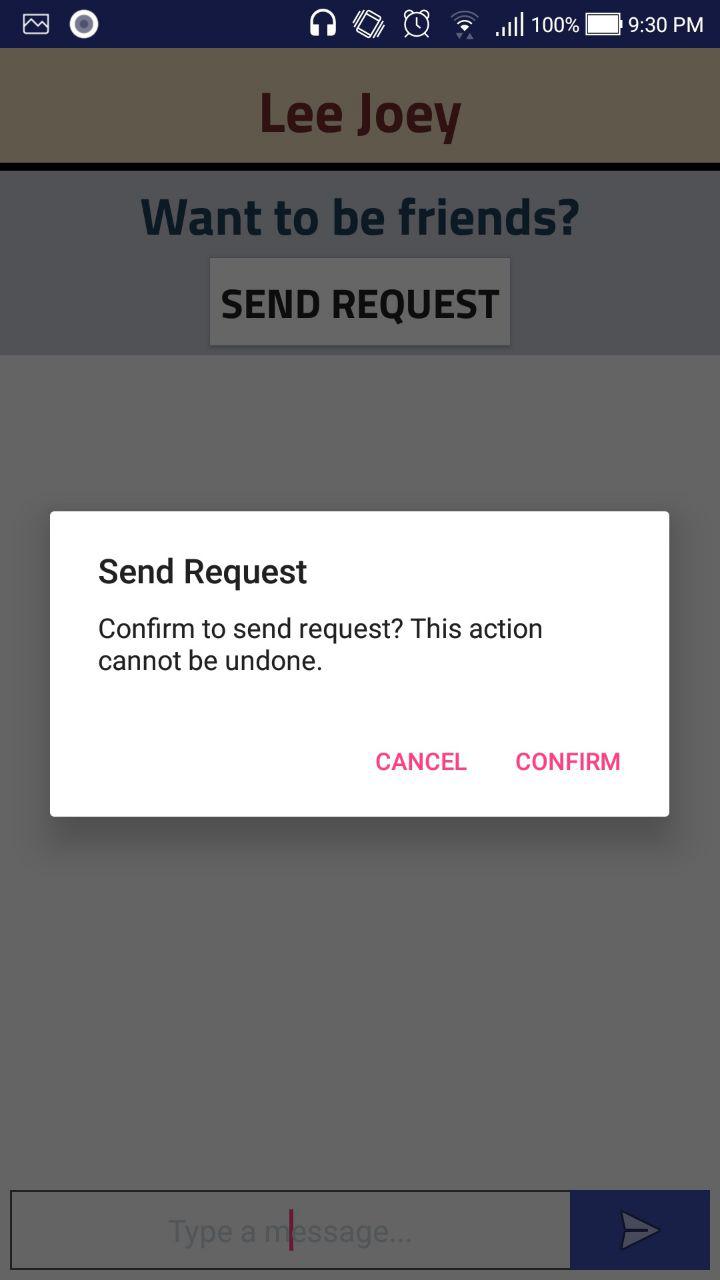 100% 9:30 PM
Lee Joey
Want to be friends?
SEND REQUEST
Send Request
Confirm to send request? This action
cannot be undone.
CANCEL CONFIRM
Type a message...